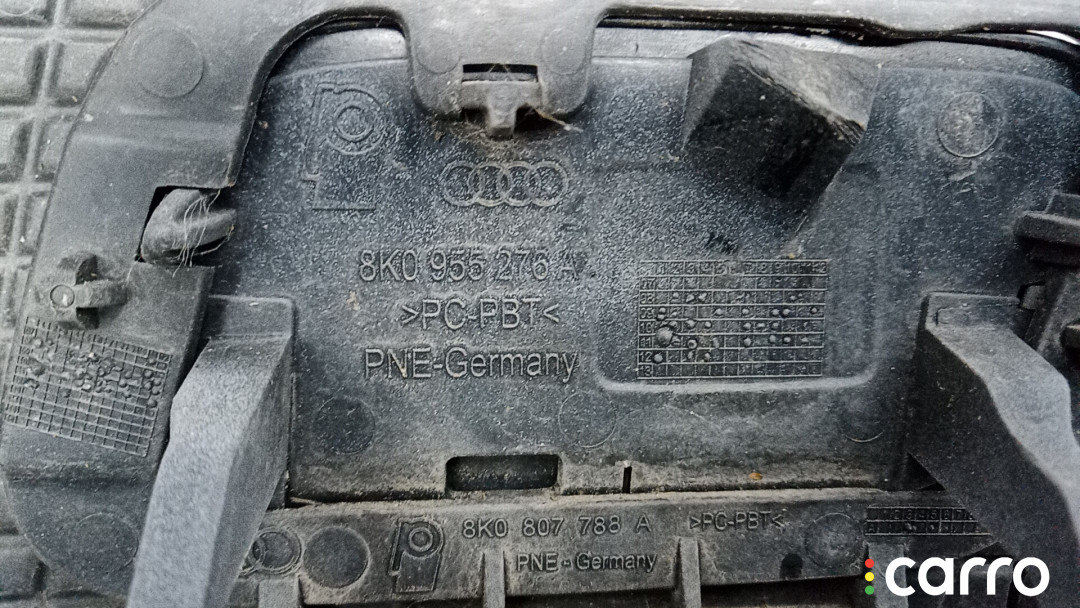 8K0 955 276 A
>PC-PBT<
PNE-Germany
8K0 807 788 A >PC-PBT<
PNE - Germany
carro